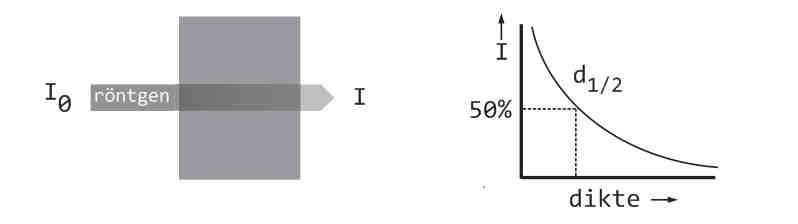 I₀
röntgen
I
I
d₁/₂
50%
dikte